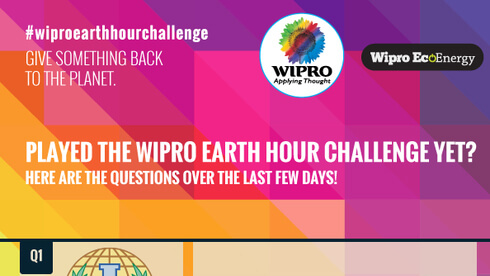 #wiproearthhourchallenge
GIVE SOMETHING BACK
TO THE PLANET.
WIPRO
Applying Thought
Wipro EcoEnergy
PLAYED THE WIPRO EARTH HOUR CHALLENGE YET?
HERE ARE THE QUESTIONS OVER THE LAST FEW DAYS!
Q1